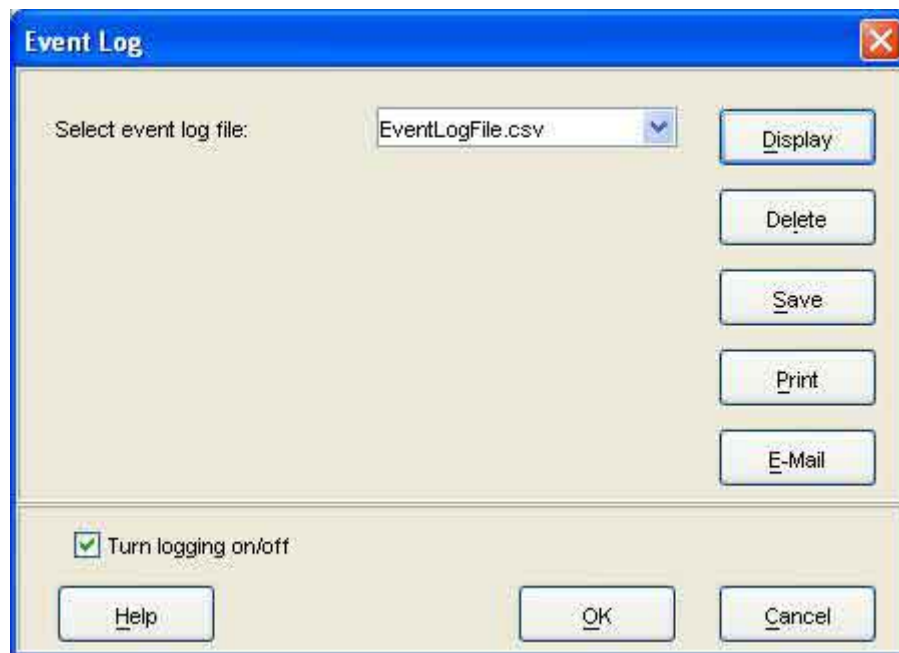 Event Log
Select event log file:
EventLogFile.csv
Display
Delete
Save
Print
E-Mail
Turn logging on/off
Help
OK
Cancel